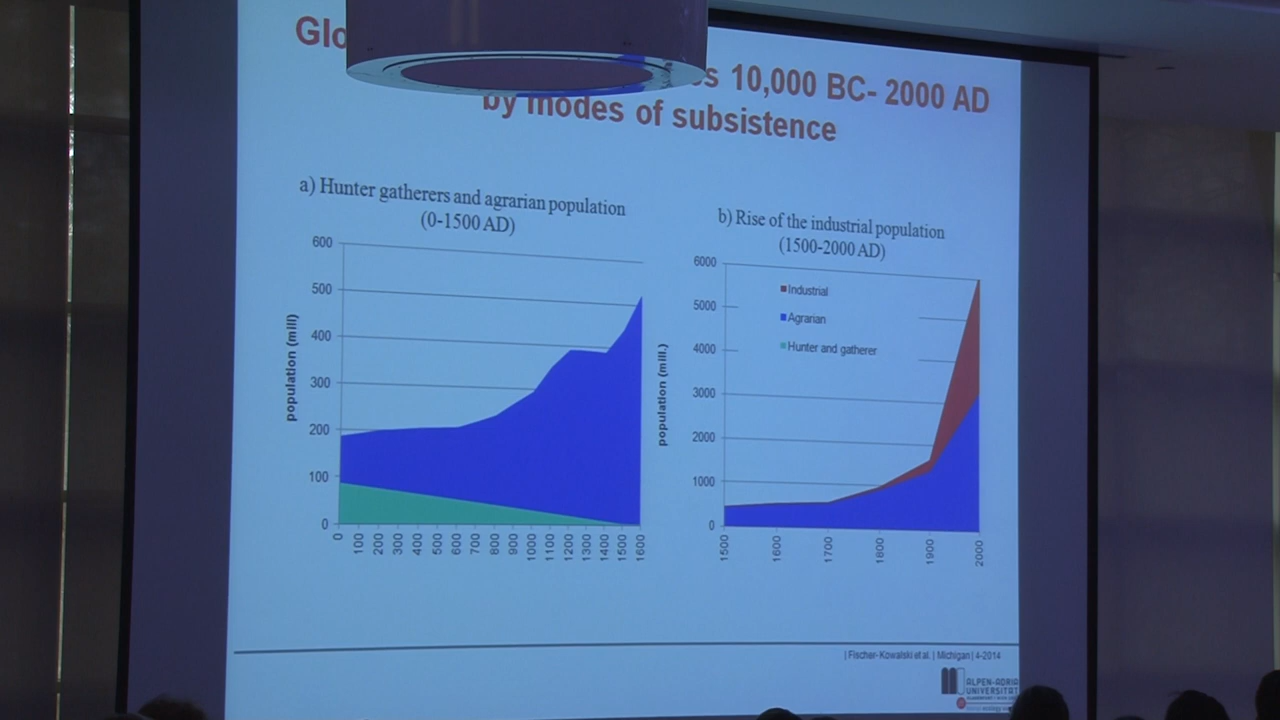 Glo
10,000 BC- 2000 AD
by modes of subsistence
a) Hunter gatherers and agrarian population
(0-1500 AD)
600
500
400
300
200
100
0
population (mill)
0 100 200 300 400 500 600 700 800 900 1000 1100 1200 1300 1400 1500 1600
b) Rise of the industrial population
(1500-2000 AD)
6000
5000
4000
3000
2000
1000
0
population (mill.)
Industrial
Agrarian
Hunter and gatherer
1500 1600 1700 1800 1900 2000
| Fischer-Kowalski et al. | Michigan | 4-2014
ALPEN-ADRIA
UNIVERSITÄT